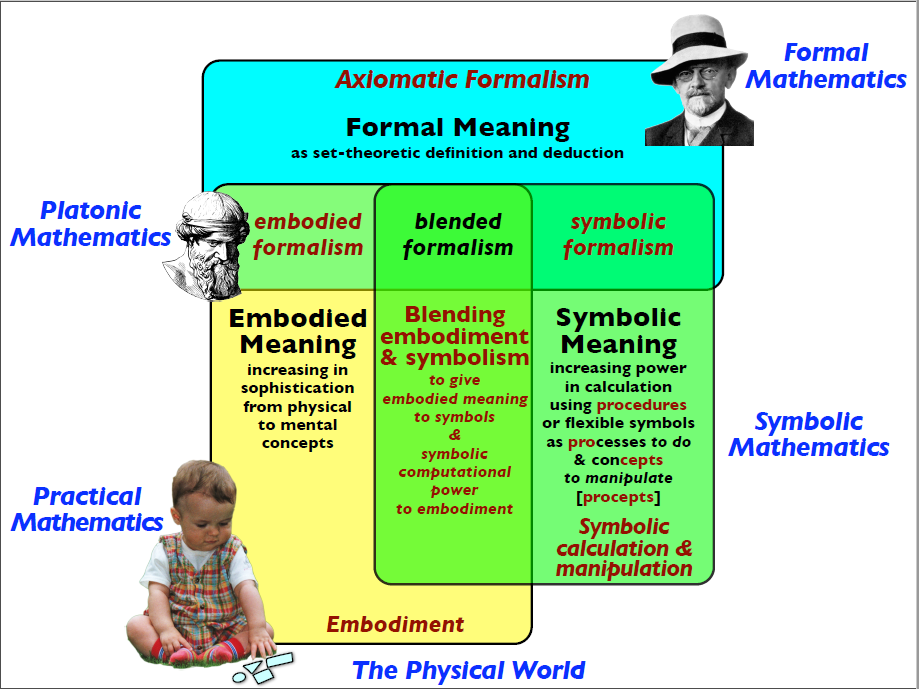 Formal
Mathematics
Axiomatic Formalism
Formal Meaning
as set-theoretic definition and deduction
Platonic
Mathematics
embodied
formalism
blended
formalism
symbolic
formalism
Embodied
Meaning
increasing in
sophistication
from physical
to mental
concepts
Blending
embodiment
& symbolism
to give
embodied meaning
to symbols
&
symbolic
computational
power
to embodiment
Symbolic
Meaning
increasing power
in calculation
using procedures
or flexible symbols
as processes to do
& concepts
to manipulate
[procepts]
Symbolic
calculation &
manipulation
Symbolic
Mathematics
Practical
Mathematics
Embodiment
The Physical World